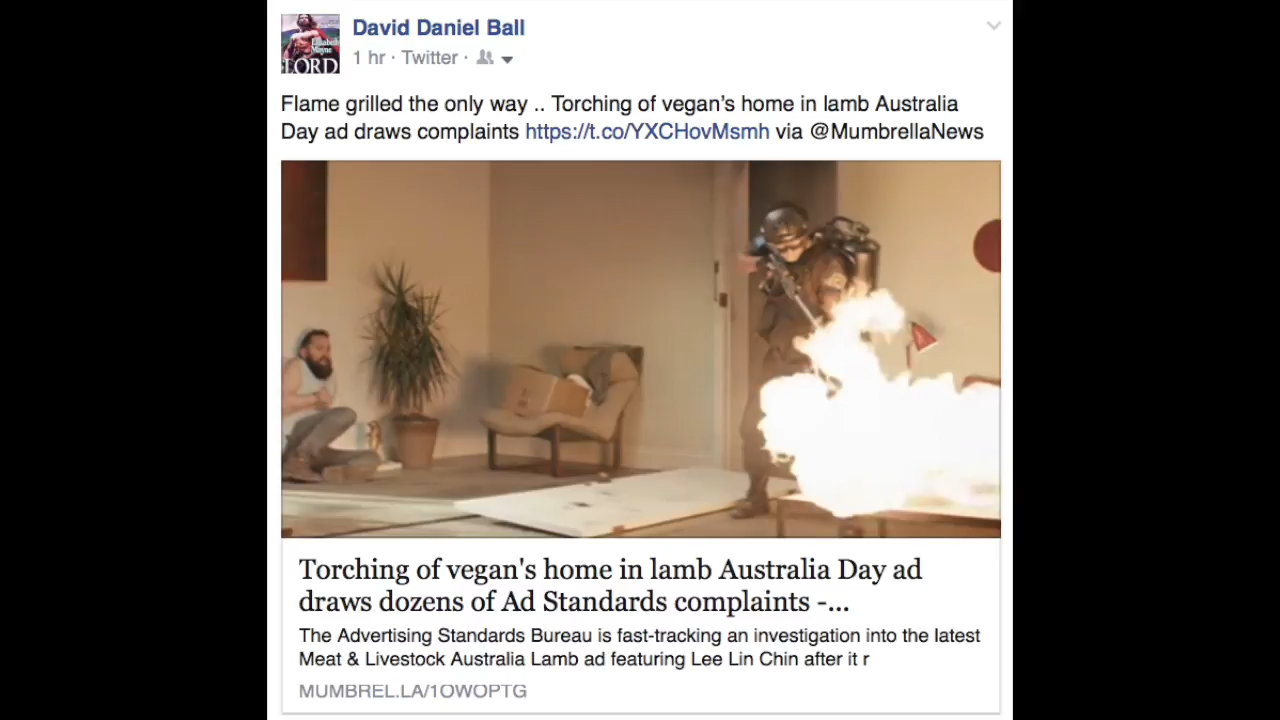 David Daniel Ball
1 hr · Twitter ·
Flame grilled the only way .. Torching of vegan's home in lamb Australia
Day ad draws complaints https://t.co/YXCHovMsmh via @MumbrellaNews
LORD
Torching of vegan's home in lamb Australia Day ad
draws dozens of Ad Standards complaints -...
The Advertising Standards Bureau is fast-tracking an investigation into the latest
Meat & Livestock Australia Lamb ad featuring Lee Lin Chin after it r
MUMBREL.LA/1OWOPTG